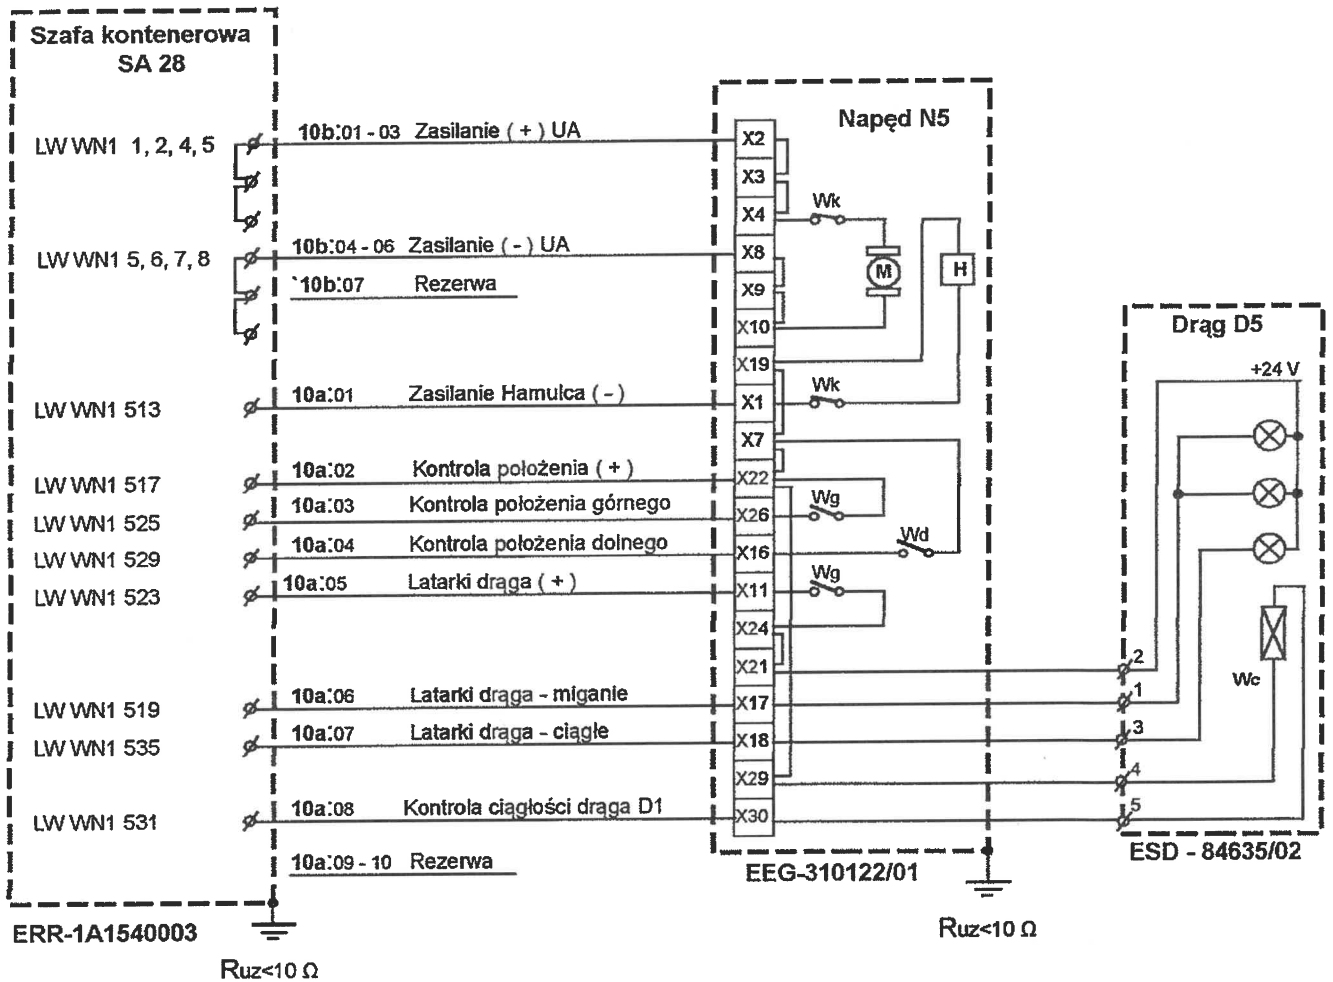 Szafa kontenerowa
SA 28
LW WN1 1, 2, 4, 5
10b:01 - 03 Zasilanie ( + ) UA
LW WN1 5, 6, 7, 8
10b:04 - 06 Zasilanie ( - ) UA
`10b:07 Rezerwa
LW WN1 513
10a:01 Zasilanie Hamulca ( - )
LW WN1 517
10a:02 Kontrola położenia ( + )
LW WN1 525
10a:03 Kontrola położenia górnego
LW WN1 529
10a:04 Kontrola położenia dolnego
LW WN1 523
10a:05 Latarki drąga ( + )
LW WN1 519
10a:06 Latarki drąga - miganie
LW WN1 535
10a:07 Latarki drąga - ciągłe
LW WN1 531
10a:08 Kontrola ciągłości drąga D1
10a:09 - 10 Rezerwa
ERR-1A1540003
Ruz<10 Ω
Napęd N5
X2
X3
X4
X8
X9
X10
X19
X1
X7
X22
X26
X16
X11
X24
X21
X17
X18
X29
X30
Wk
M
H
Wk
Wg
Wd
Wg
EEG-310122/01
Ruz<10 Ω
Drąg D5
+24 V
Wc
2
1
3
4
5
ESD - 84635/02